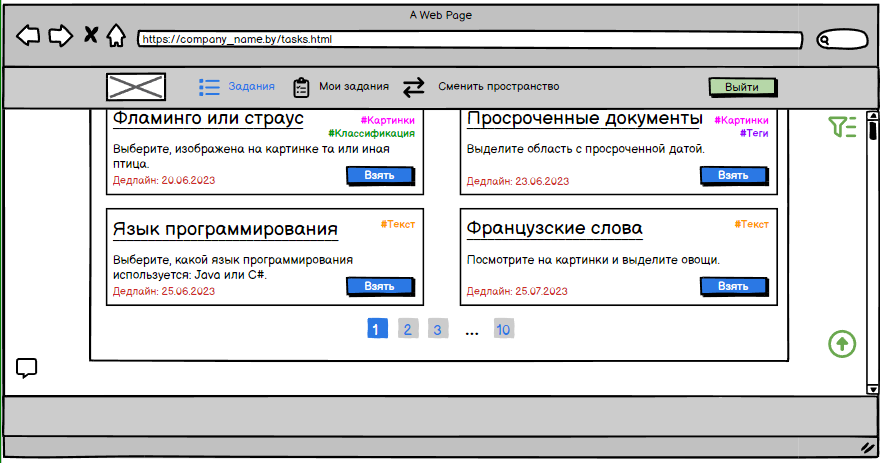 A Web Page
https://company_name.by/tasks.html
Задания
Мои задания
Сменить пространство
Выйти
Фламинго или страус
#Картинки
#Классификация
Выберите, изображена на картинке та или иная
птица.
Дедлайн: 20.06.2023
Взять
Просроченные документы
#Картинки
#Теги
Выделите область с просроченной датой.
Дедлайн: 23.06.2023
Взять
Язык программирования
#Текст
Выберите, какой язык программирования
используется: Java или C#.
Дедлайн: 25.06.2023
Взять
Французские слова
#Текст
Посмотрите на картинки и выделите овощи.
Дедлайн: 25.07.2023
Взять
1 2 3 ... 10